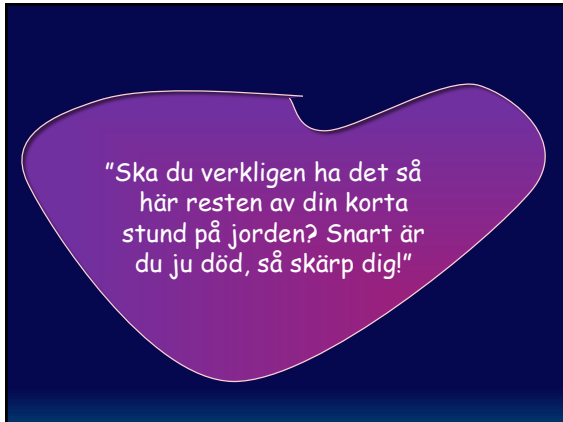 ”Ska du verkligen ha det så
här resten av din korta
stund på jorden? Snart är
du ju död, så skärp dig!”